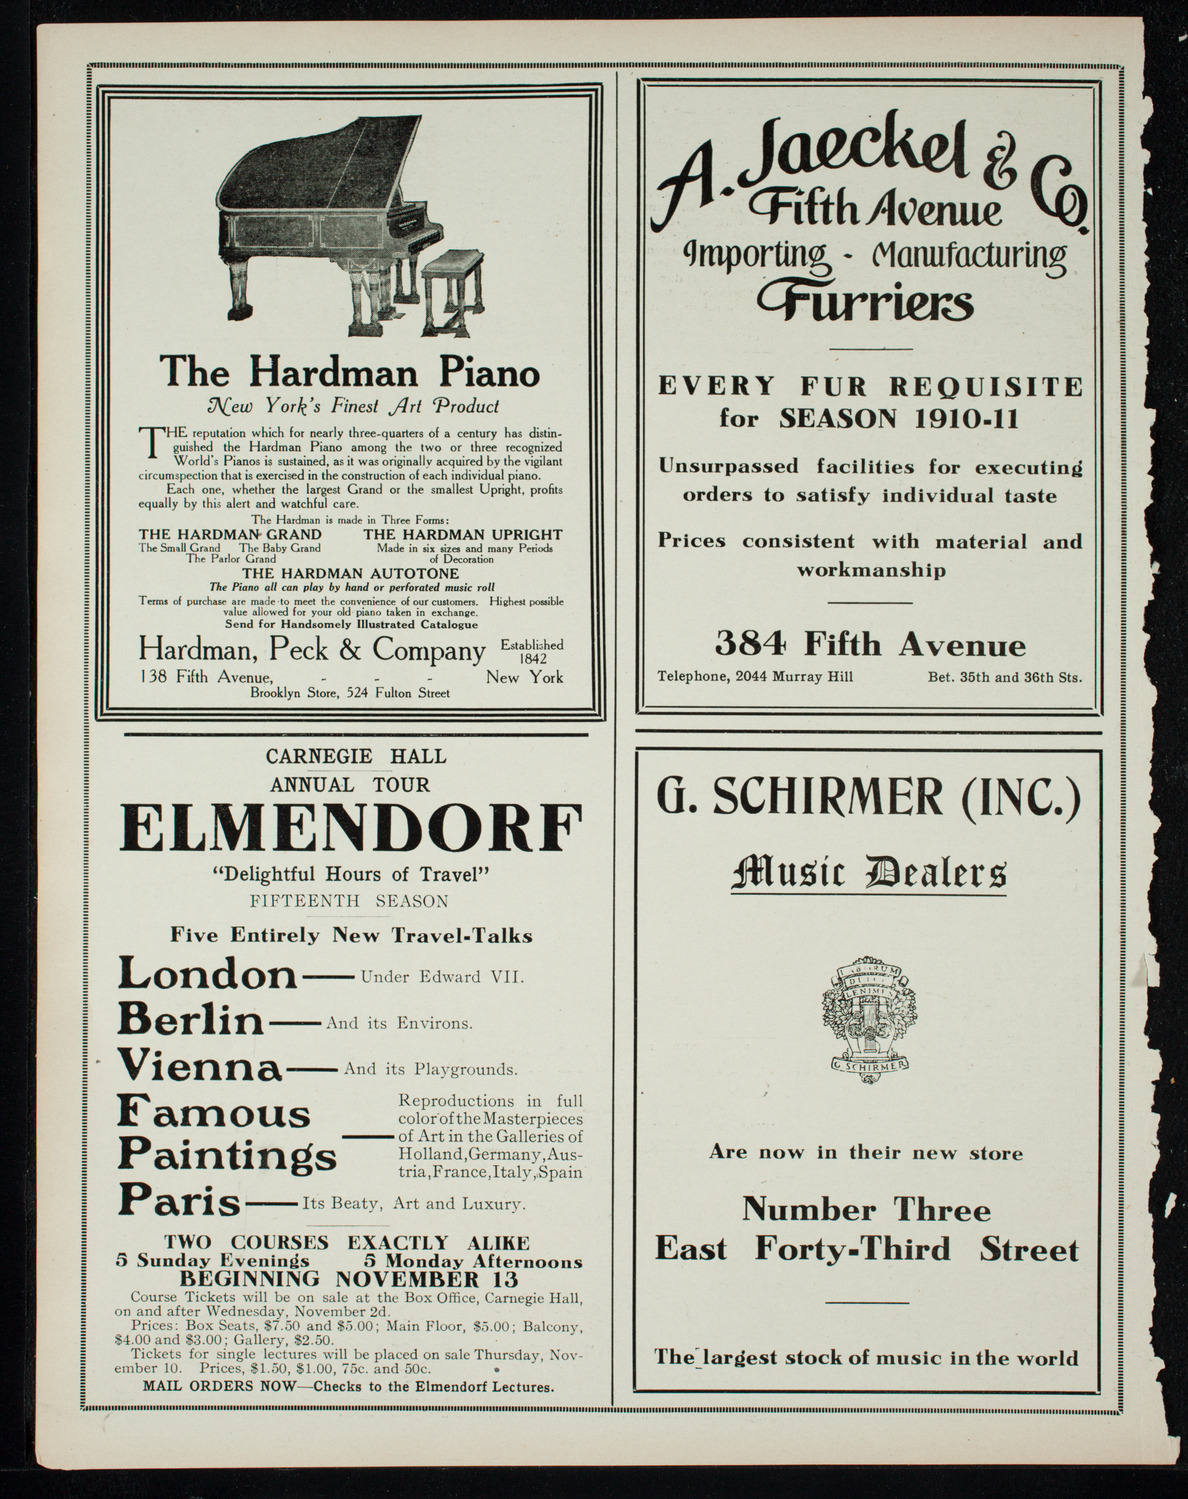 The Hardman Piano
New York's Finest Art Product
THE reputation which for nearly three-quarters of a century has distin-
guished the Hardman Piano among the two or three recognized
World's Pianos is sustained, as it was originally acquired by the vigilant
circumspection that is exercised in the construction of each individual piano.
Each one, whether the largest Grand or the smallest Upright, profits
equally by this alert and watchful care.
The Hardman is made in Three Forms:
THE HARDMAN GRAND THE HARDMAN UPRIGHT
The Small Grand The Baby Grand Made in six sizes and many Periods
The Parlor Grand of Decoration
THE HARDMAN AUTOTONE
The Piano all can play by hand or perforated music roll
Terms of purchase are made to meet the convenience of our customers. Highest possible
value allowed for your old piano taken in exchange.
Send for Handsomely Illustrated Catalogue
Hardman, Peck & Company Established
1842
138 Fifth Avenue, - - - New York
Brooklyn Store, 524 Fulton Street
CARNEGIE HALL
ANNUAL TOUR
ELMENDORF
"Delightful Hours of Travel"
FIFTEENTH SEASON
Five Entirely New Travel-Talks
London—Under Edward VII.
Berlin—And its Environs.
Vienna—And its Playgrounds.
Famous
Paintings—
Reproductions in full
color of the Masterpieces
of Art in the Galleries of
Holland, Germany, Aus-
tria, France, Italy, Spain
Paris—Its Beaty, Art and Luxury.
TWO COURSES EXACTLY ALIKE
5 Sunday Evenings 5 Monday Afternoons
BEGINNING NOVEMBER 13
Course Tickets will be on sale at the Box Office, Carnegie Hall,
on and after Wednesday, November 2d.
Prices: Box Seats, $7.50 and $5.00; Main Floor, $5.00; Balcony,
$4.00 and $3.00; Gallery, $2.50.
Tickets for single lectures will be placed on sale Thursday, Nov-
ember 10. Prices, $1.50, $1.00, 75c. and 50c.
MAIL ORDERS NOW—Checks to the Elmendorf Lectures.
A. Jaeckel & Co.
Fifth Avenue
Importing - Manufacturing
Furriers
EVERY FUR REQUISITE
for SEASON 1910-11
Unsurpassed facilities for executing
orders to satisfy individual taste
Prices consistent with material and
workmanship
384 Fifth Avenue
Telephone, 2044 Murray Hill Bet. 35th and 36th Sts.
G. SCHIRMER (INC.)
Music Dealers
LENIMEN
G. SCHIRMER
Are now in their new store
Number Three
East Forty-Third Street
The largest stock of music in the world